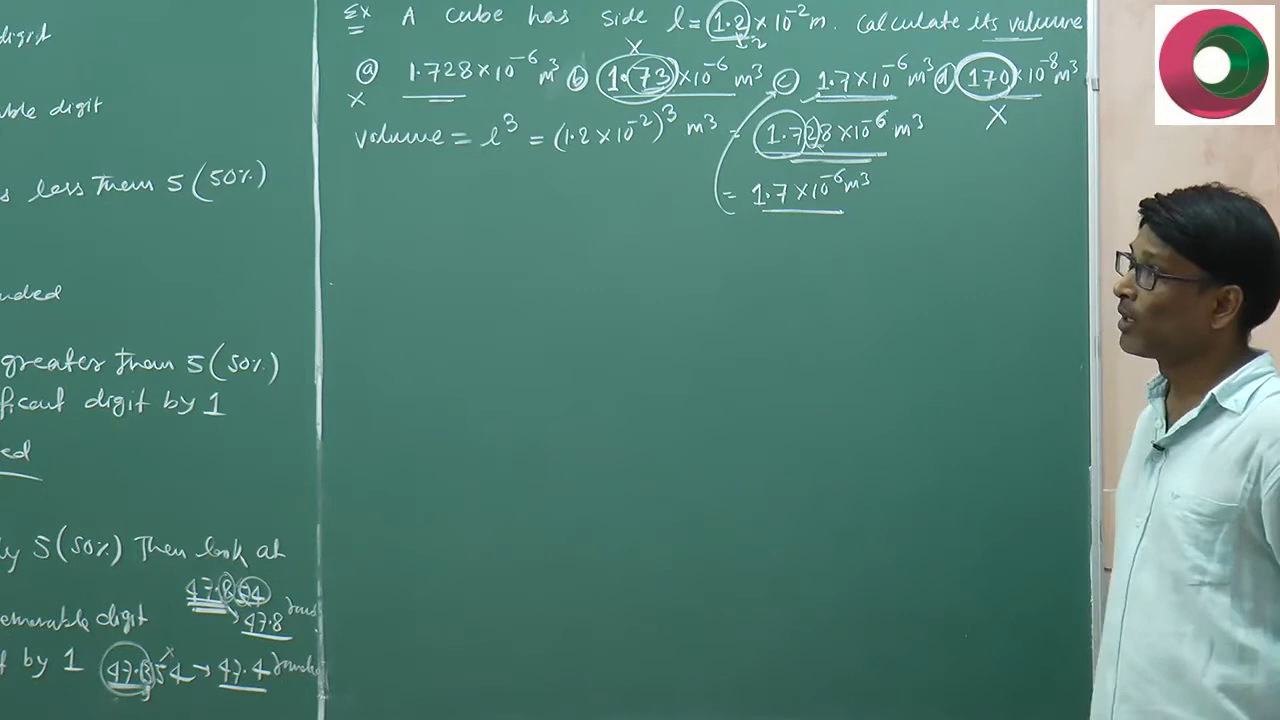 digit
able digit
s less than 5 (50%)
nded
greater than 5 (50%)
ficant digit by 1
ed
ly 5 (50%) Then look at
47.8
emovable digit
t by 1 47.354 → 47.4
Ex A cube has side l = 1.2 × 10⁻² m. Calculate its volume
ⓐ 1.728 × 10⁻⁶ m³ ⓑ 1.73 × 10⁻⁶ m³ ⓒ 1.7 × 10⁻⁶ m³ ⓓ 170 × 10⁻⁸ m³
x x x
volume = l³ = (1.2 × 10⁻²)³ m³ = 1.728 × 10⁻⁶ m³
= 1.7 × 10⁻⁶ m³